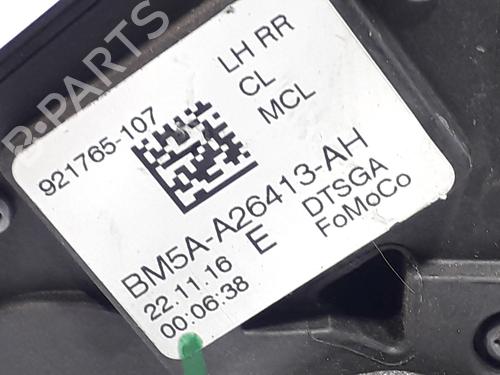 LH RR
CL
MCL
921765-107
BM5A-A26413-AH
22.11.16
00:06:38
E
DTSGA
FoMoCo
B-PARTS